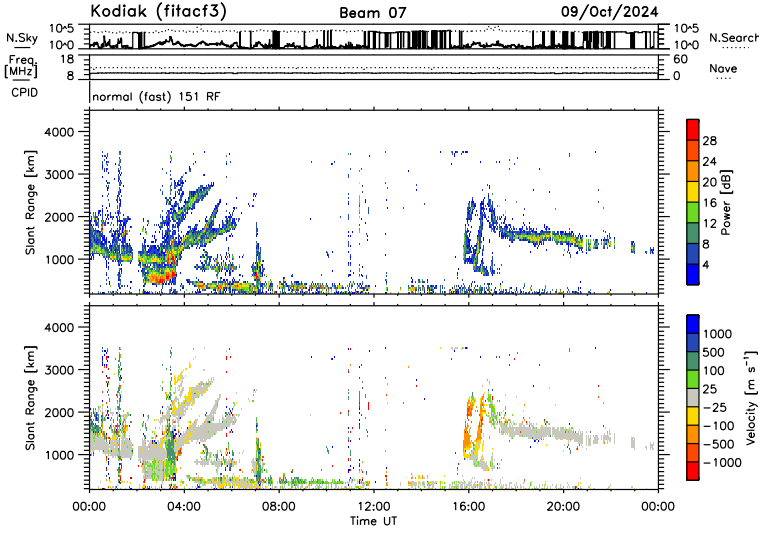 Kodiak (fitacf3) Beam 07 09/Oct/2024
N.Sky 10^5 10^0 10^5 10^0 N.Search
Freq. [MHz] 18 8 60 0 Nave
CPID normal (fast) 151 RF
Slant Range [km] 4000 3000 2000 1000
Power [dB] 28 24 20 16 12 8 4
Slant Range [km] 4000 3000 2000 1000
Velocity [m s⁻¹] 1000 500 100 25 −25 −100 −500 −1000
00:00 04:00 08:00 12:00 16:00 20:00 00:00
Time UT